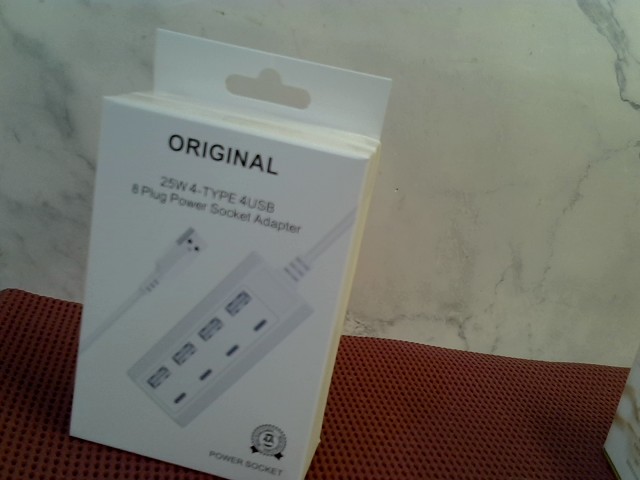 ORIGINAL
25W 4-TYPE 4USB
8 Plug Power Socket Adapter
POWER SOCKET